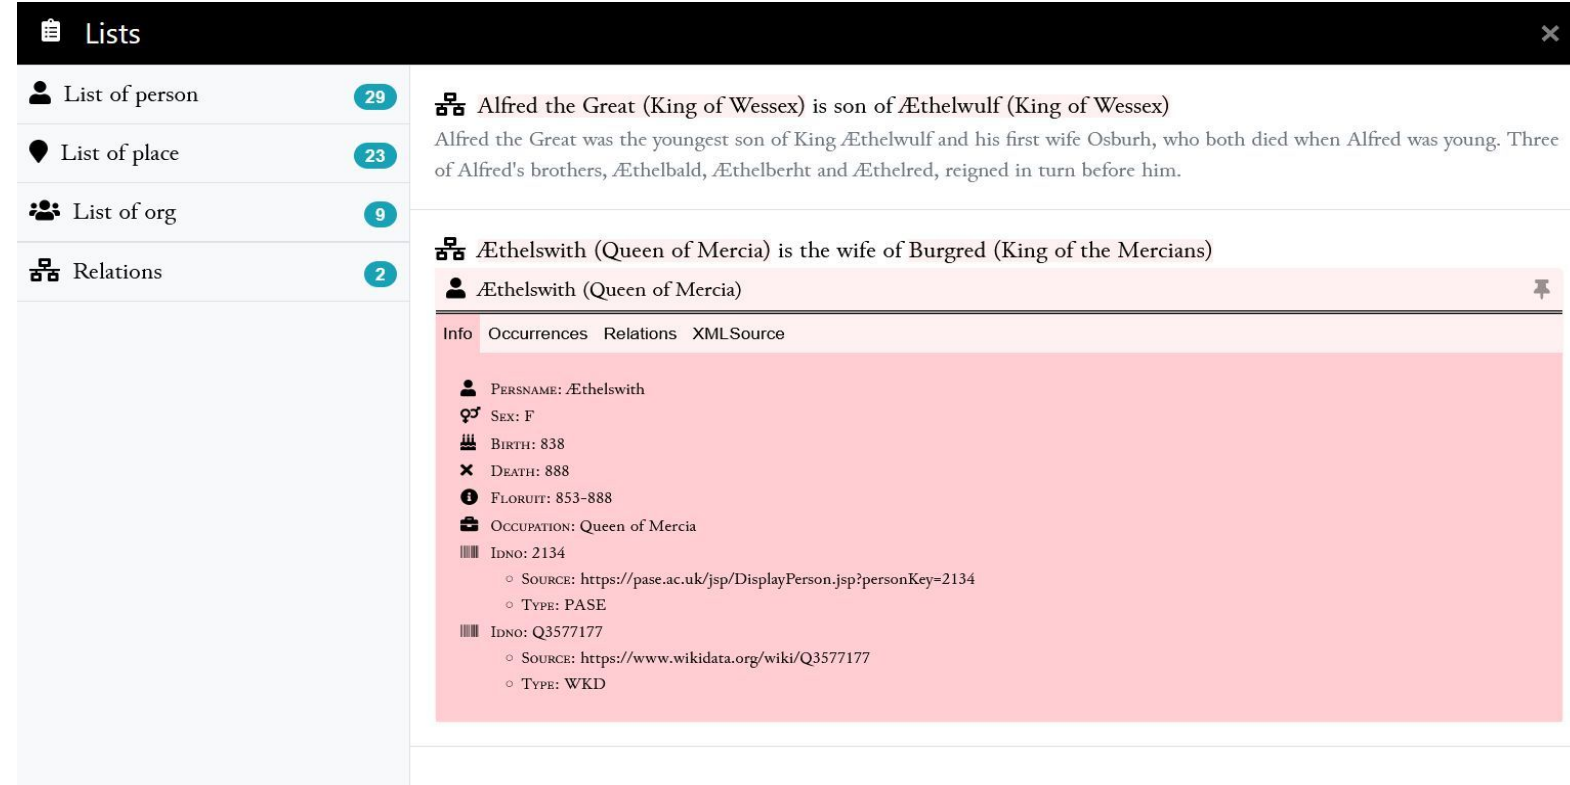 Lists
List of person 29
List of place 23
List of org 9
Relations 2
Alfred the Great (King of Wessex) is son of Æthelwulf (King of Wessex)
Alfred the Great was the youngest son of King Æthelwulf and his first wife Osburh, who both died when Alfred was young. Three
of Alfred's brothers, Æthelbald, Æthelberht and Æthelred, reigned in turn before him.
Æthelswith (Queen of Mercia) is the wife of Burgred (King of the Mercians)
Æthelswith (Queen of Mercia)
Info Occurrences Relations XMLSource
Persname: Æthelswith
Sex: F
Birth: 838
Death: 888
Floruit: 853-888
Occupation: Queen of Mercia
Idno: 2134
Source: https://pase.ac.uk/jsp/DisplayPerson.jsp?personKey=2134
Type: PASE
Idno: Q3577177
Source: https://www.wikidata.org/wiki/Q3577177
Type: WKD